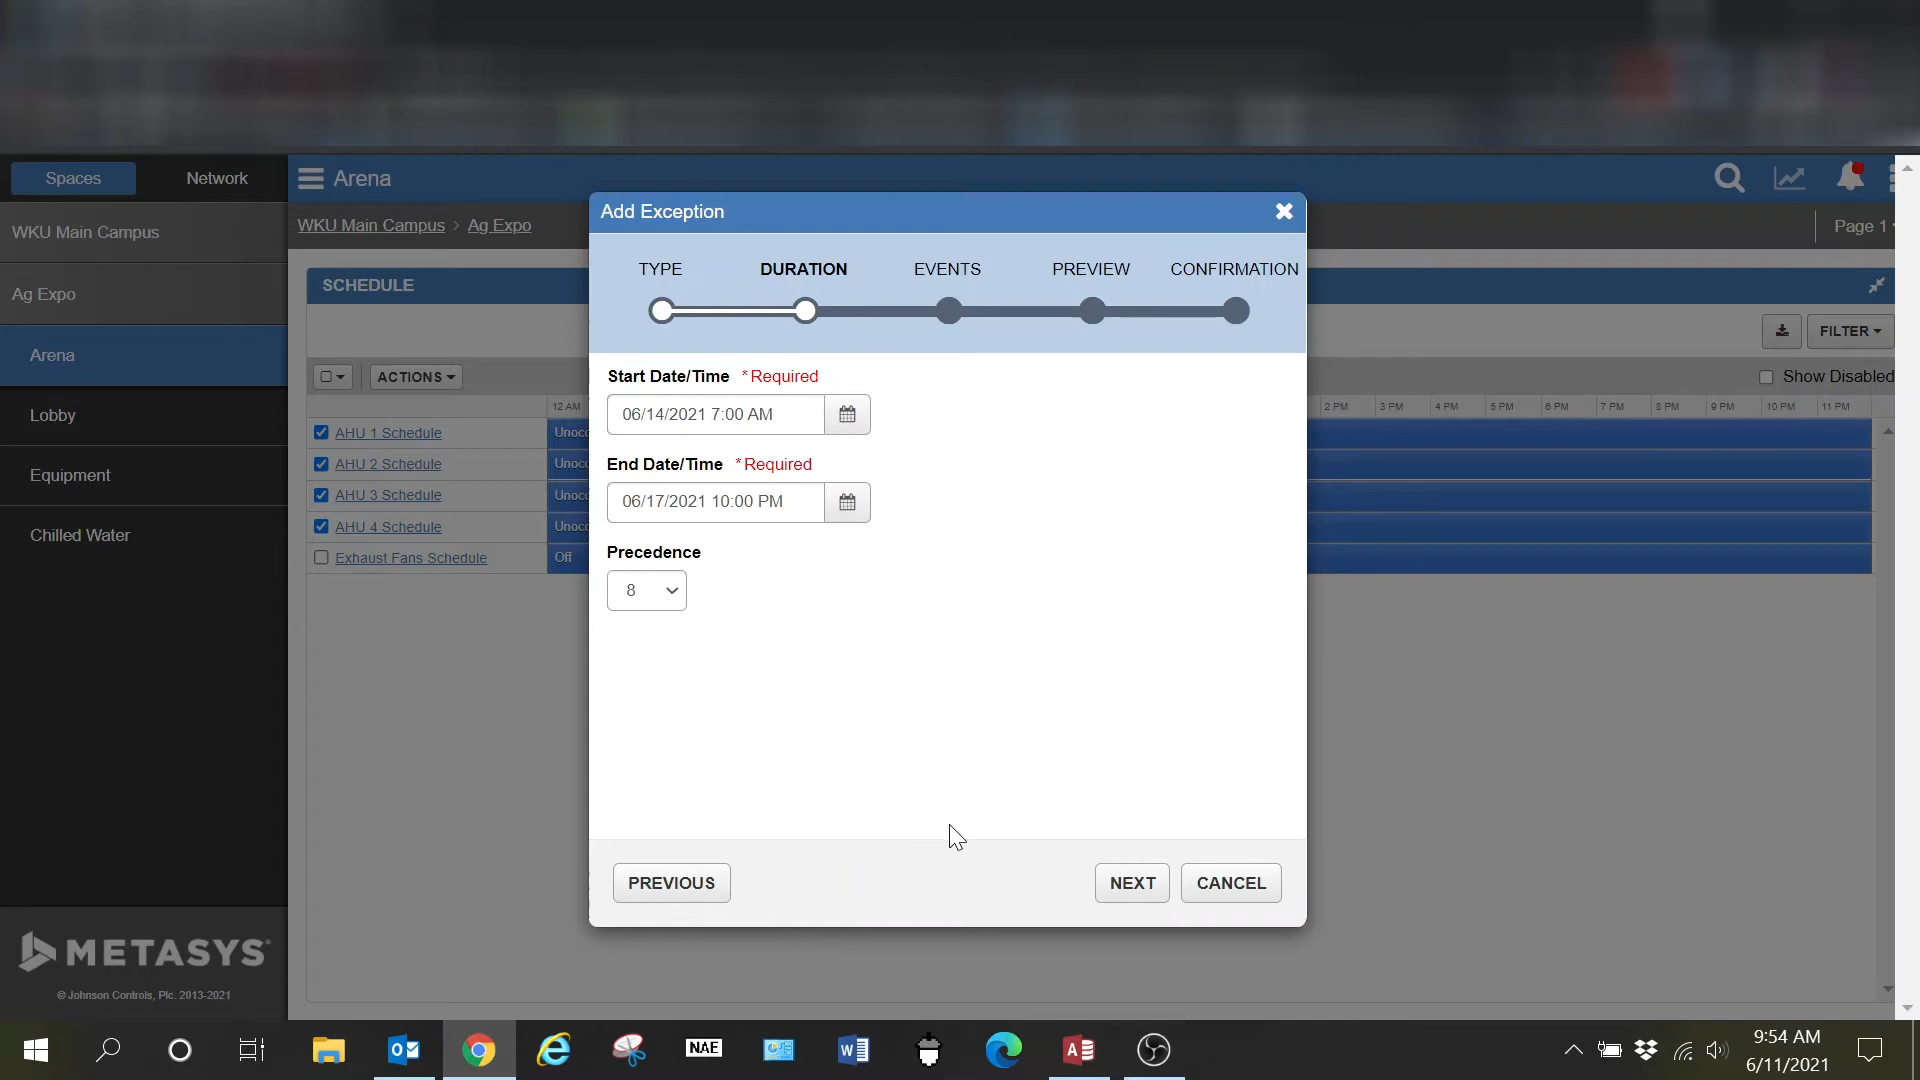 Spaces
Network
Arena
WKU Main Campus
WKU Main Campus > Ag Expo
Page 1
Ag Expo
Arena
Lobby
Equipment
Chilled Water
METASYS
© Johnson Controls, Plc. 2013-2021
SCHEDULE
FILTER
ACTIONS
Show Disabled
12 AM
2 PM
3 PM
4 PM
5 PM
6 PM
7 PM
8 PM
9 PM
10 PM
11 PM
AHU 1 Schedule
Unocc
AHU 2 Schedule
Unocc
AHU 3 Schedule
Unocc
AHU 4 Schedule
Unocc
Exhaust Fans Schedule
Off
Add Exception
TYPE
DURATION
EVENTS
PREVIEW
CONFIRMATION
Start Date/Time *Required
06/14/2021 7:00 AM
End Date/Time *Required
06/17/2021 10:00 PM
Precedence
8
PREVIOUS
NEXT
CANCEL
NAE
9:54 AM
6/11/2021